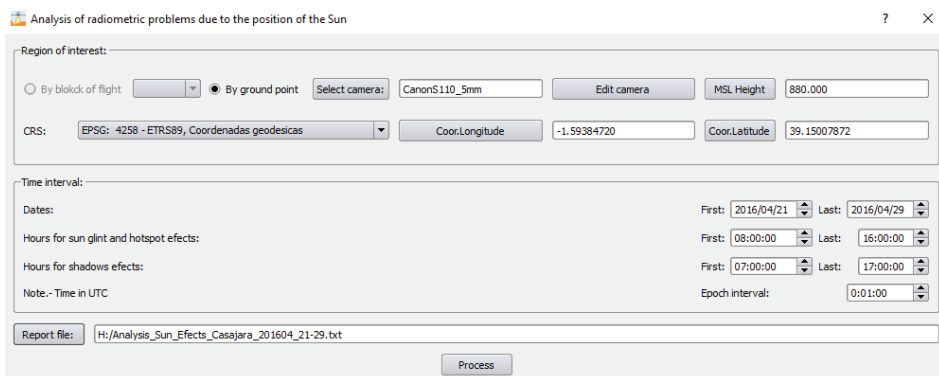 Analysis of radiometric problems due to the position of the Sun ? ×
Region of interest:
By blokck of flight By ground point Select camera: CanonS110_5mm Edit camera MSL Height 880.000
CRS: EPSG: 4258 - ETRS89, Coordenadas geodesicas Coor.Longitude -1.59384720 Coor.Latitude 39.15007872
Time interval:
Dates: First: 2016/04/21 Last: 2016/04/29
Hours for sun glint and hotspot efects: First: 08:00:00 Last: 16:00:00
Hours for shadows efects: First: 07:00:00 Last: 17:00:00
Note.- Time in UTC Epoch interval: 0:01:00
Report file: H:/Analysis_Sun_Efects_Casajara_201604_21-29.txt
Process